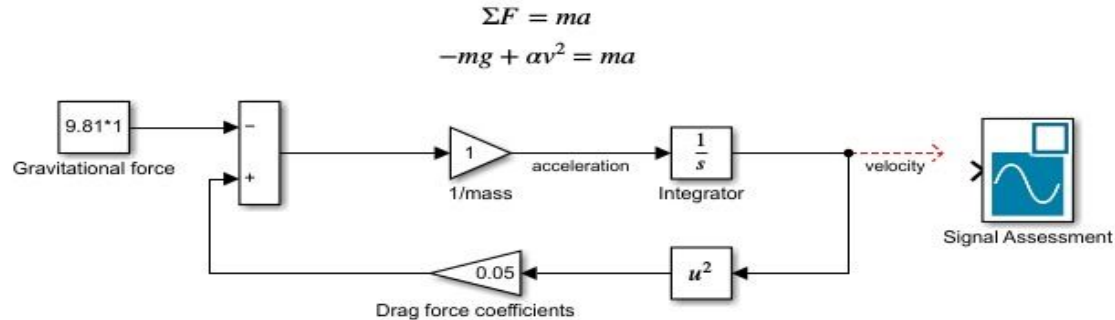 ΣF = ma
−mg + αv² = ma
9.81*1
Gravitational force
−
+
1
1/mass
acceleration
1/s
Integrator
velocity
Signal Assessment
0.05
Drag force coefficients
u²